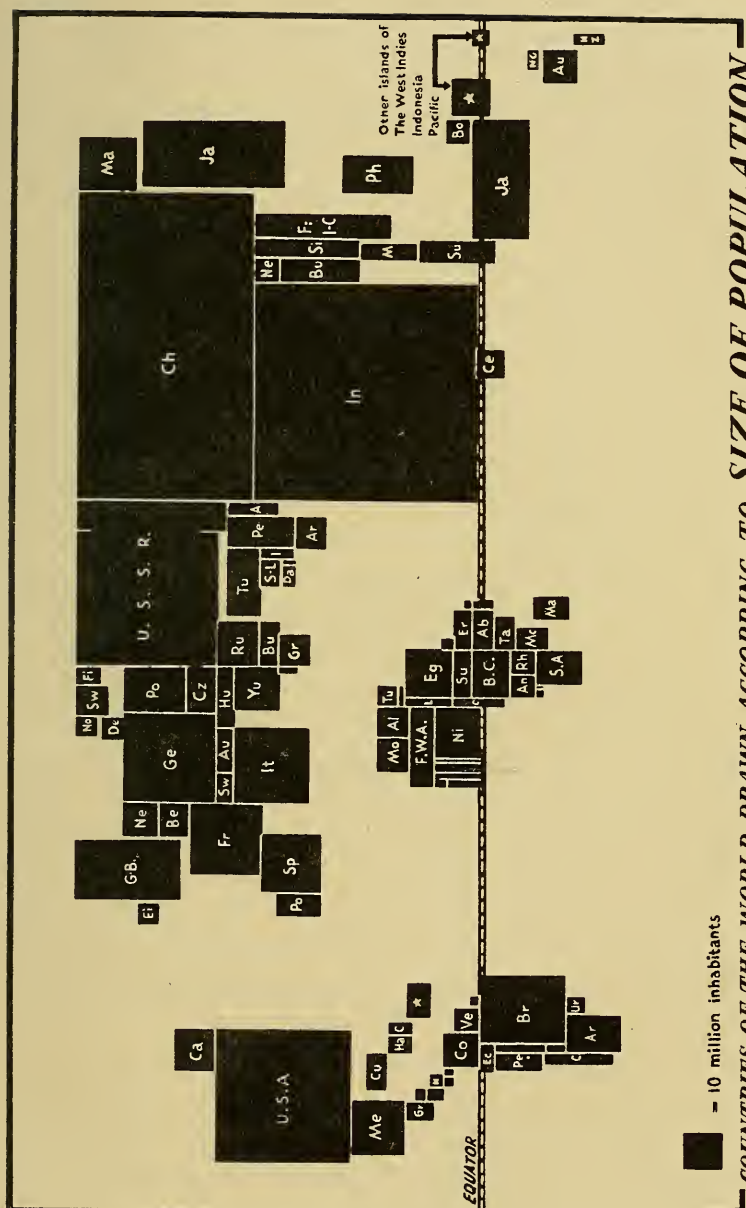 No
Sw
Fi
De
Ma
G.B.
Ne
Po
U. S. S. R.
Ch
Ei
Be
Ge
Cz
Ja
Ca
Fr
Sw
Au
Hu
Ru
Tu
Pe
A
U.S.A
Sp
It
Yu
Bu
S-L
I
Ne
Po
Gr
Pa
Ar
Bu
Si
Fi
I-C
In
Ph
Me
Cu
Mo
Al
Tu
M
Other islands of
The West Indies
Indonesia
Pacific
Ha
C
Gr
F.W.A.
L
Eg
H
Co
Ve
Ni
Su
Er
Su
Bo
EQUATOR
Ec
Br
C
B.C.
Ab
Ce
Ja
Pe
An
Rh
Ta
Mc
NG
C
Ar
Ur
S.A
Ma
Au
NZ
= 10 million inhabitants
COUNTRIES OF THE WORLD DRAWN ACCORDING TO SIZE OF POPULATION